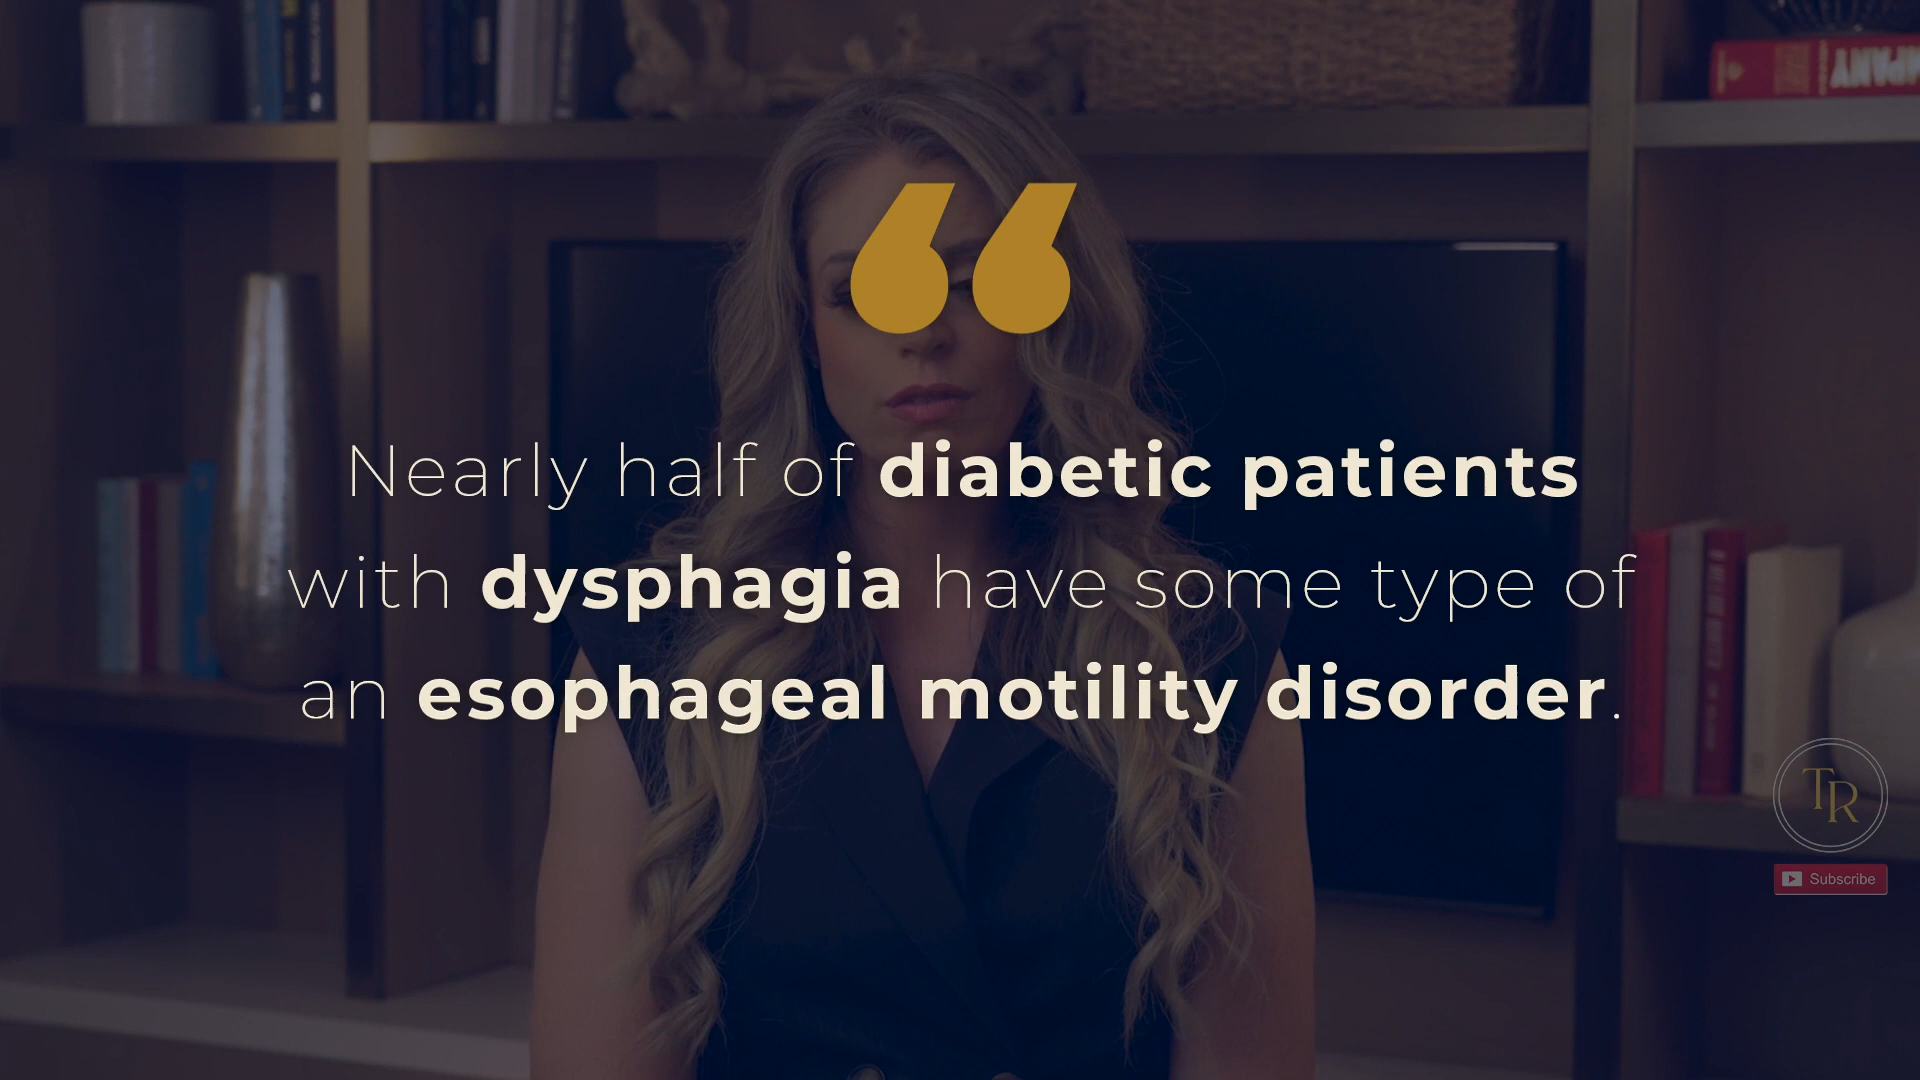 Nearly half of diabetic patients
with dysphagia have some type of
an esophageal motility disorder.
TR
Subscribe